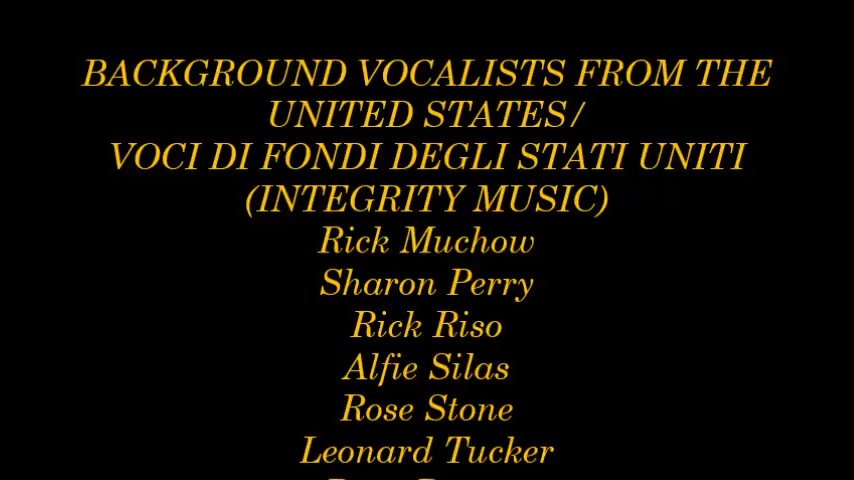 BACKGROUND VOCALISTS FROM THE
UNITED STATES/
VOCI DI FONDI DEGLI STATI UNITI
(INTEGRITY MUSIC)
Rick Muchow
Sharon Perry
Rick Riso
Alfie Silas
Rose Stone
Leonard Tucker